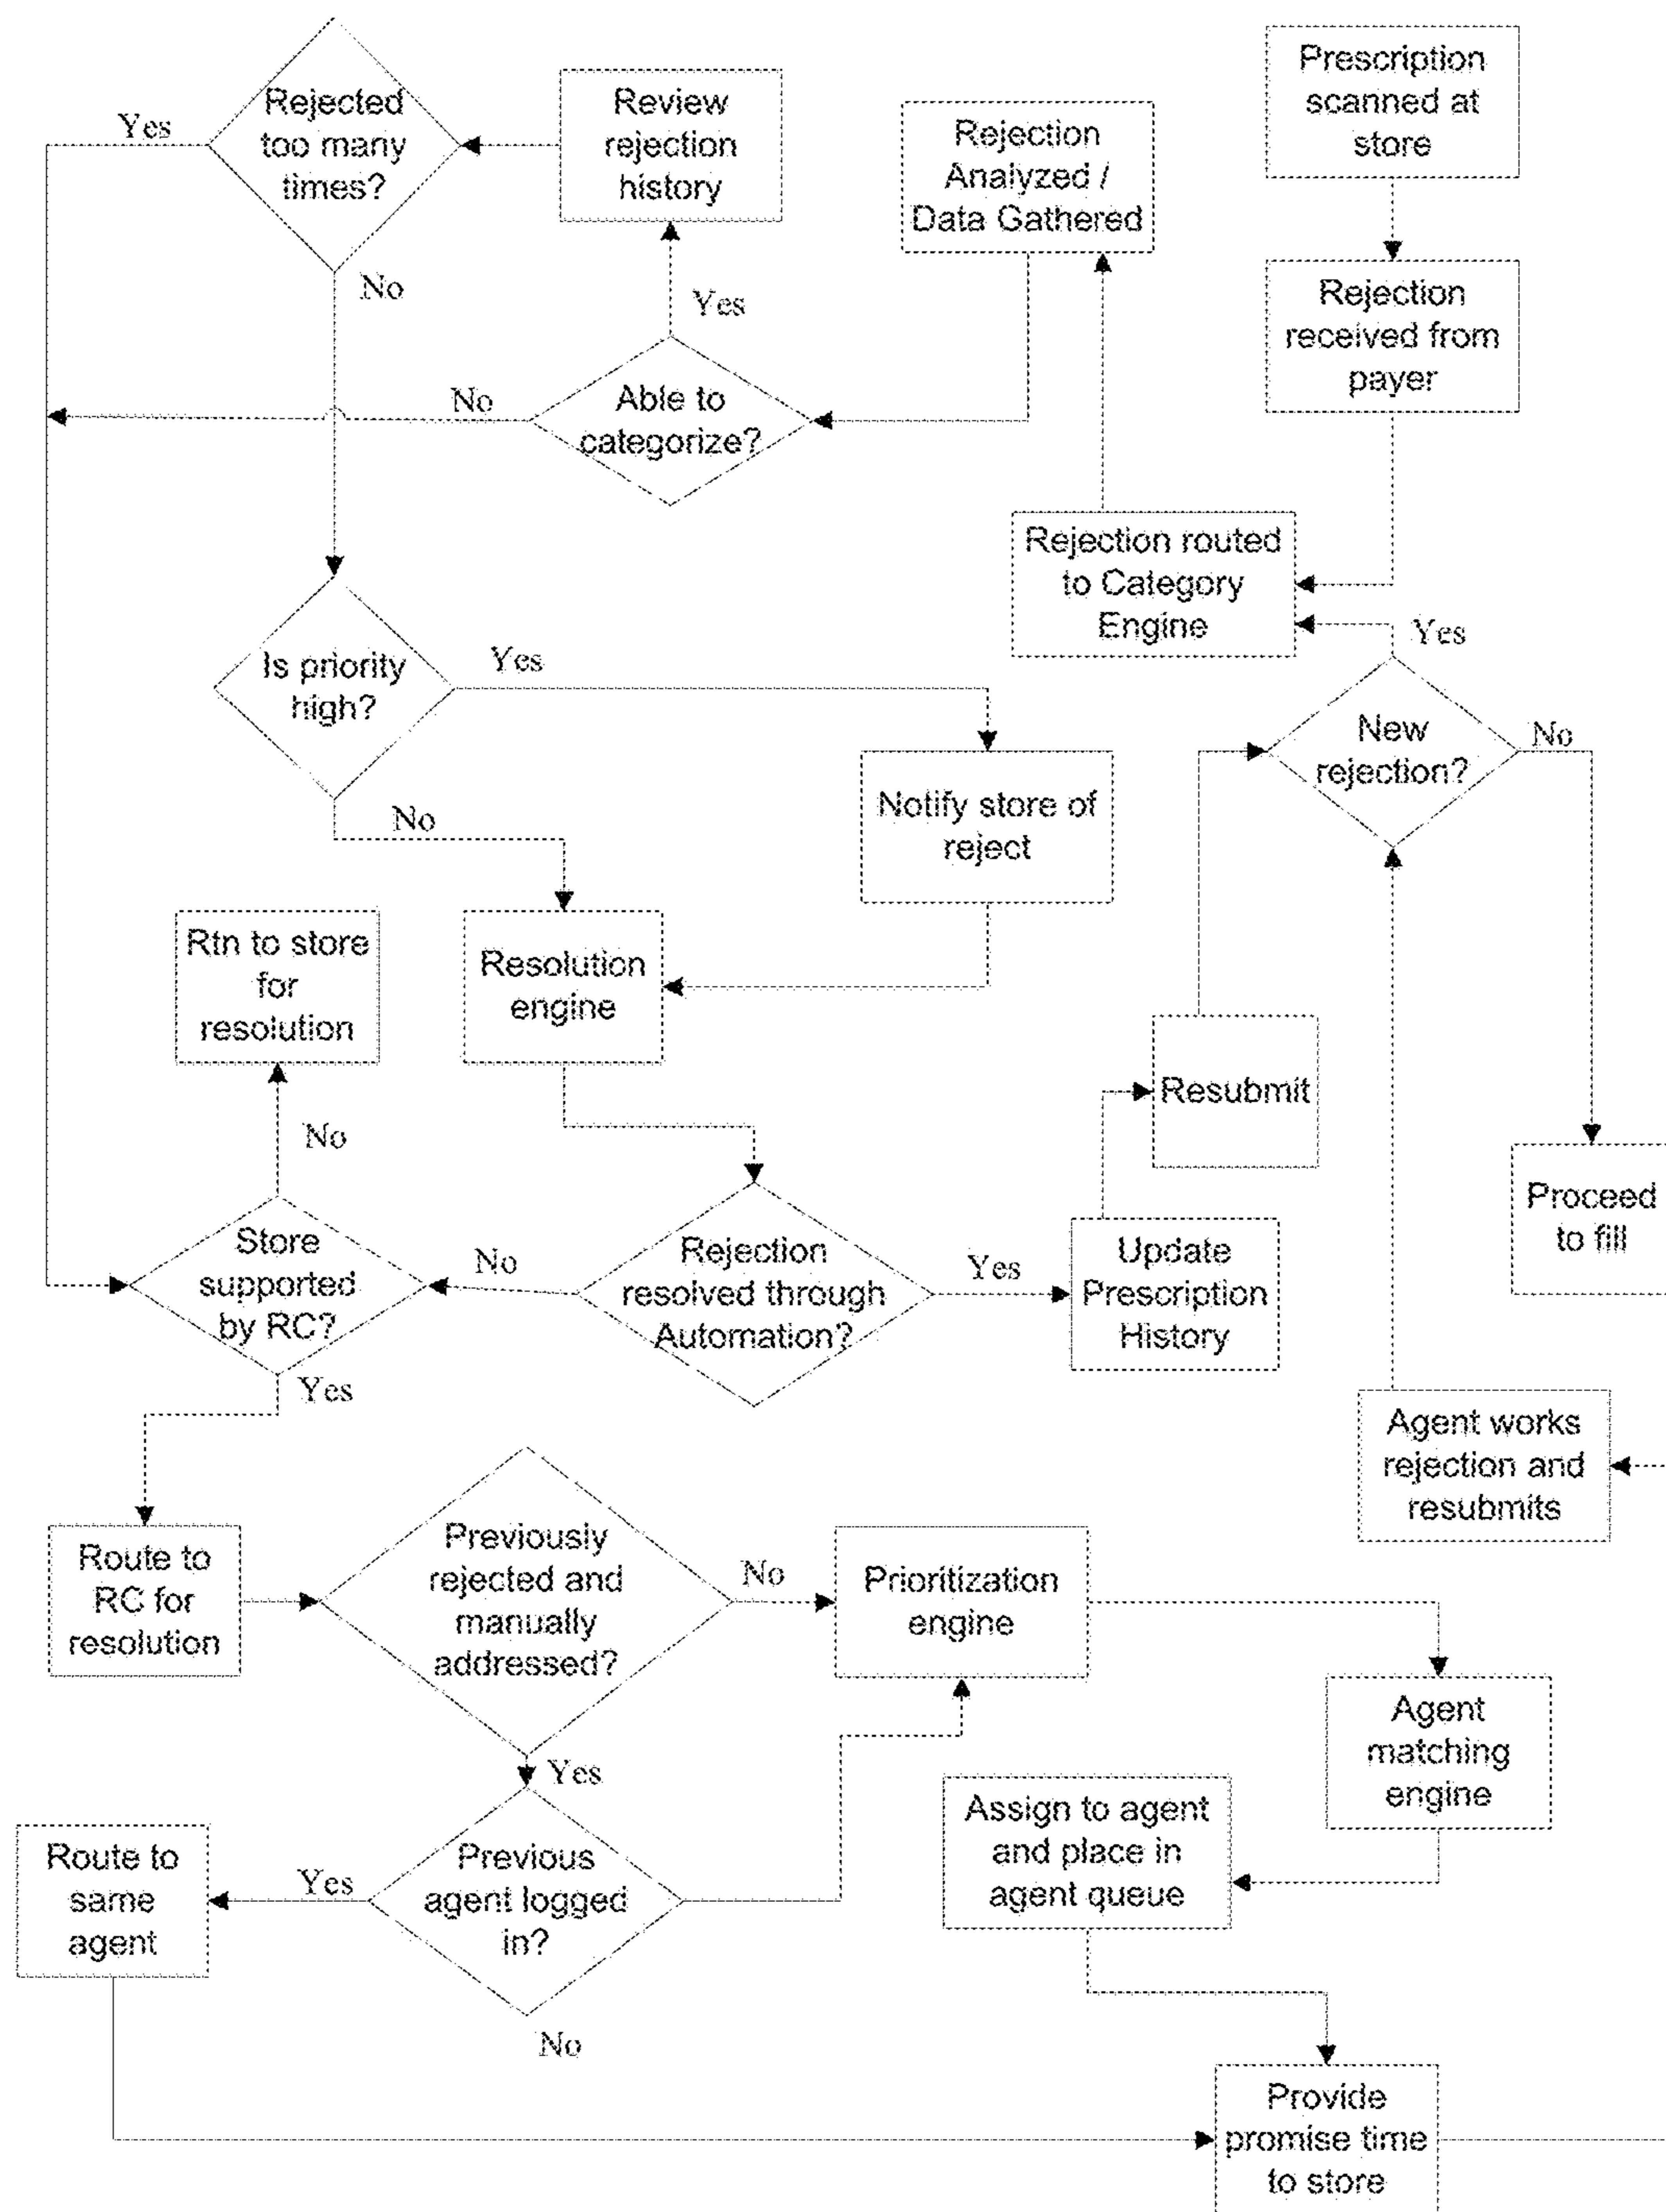 Rejected
too many
times?
Yes
No
Review
rejection
history
Rejection
Analyzed /
Data Gathered
Prescription
scanned at
store
Rejection
received from
payer
Yes
Able to
categorize?
No
Rejection routed
to Category
Engine
Yes
Is priority
high?
Yes
No
New
rejection?
No
Notify store of
reject
Rtn to store
for
resolution
Resolution
engine
Resubmit
No
Proceed
to fill
Store
supported
by RC?
No
Yes
Rejection
resolved through
Automation?
Yes
Update
Prescription
History
Agent works
rejection and
resubmits
Route to
RC for
resolution
Previously
rejected and
manually
addressed?
No
Yes
Prioritization
engine
Agent
matching
engine
Assign to agent
and place in
agent queue
Route to
same
agent
Yes
Previous
agent logged
in?
No
Provide
promise time
to store